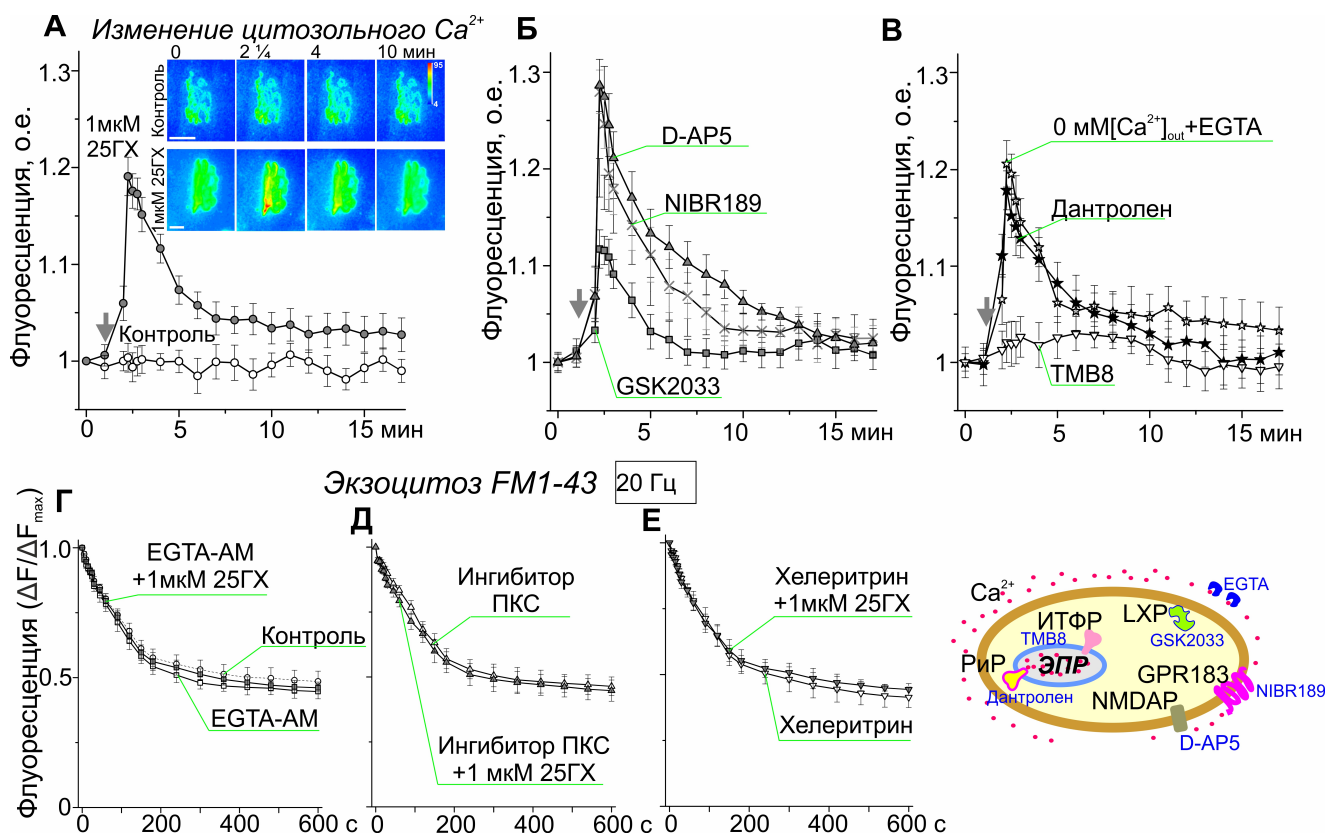 А Изменение цитозольного Ca²⁺
0 2 ¼ 4 10 мин
Контроль
1мкМ 25ГХ
95
4
Флуоресценция, о.е.
1.3
1.2
1.1
1
1мкМ
25ГХ
Контроль
0 5 10 15 мин
Б
Флуоресценция, о.е.
1.3
1.2
1.1
1
D-AP5
NIBR189
GSK2033
0 5 10 15 мин
В
Флуоресценция, о.е.
1.3
1.2
1.1
1
0 мМ[Ca²⁺]out+EGTA
Дантролен
TMB8
0 5 10 15 мин
Экзоцитоз FM1-43 20 Гц
Г
Флуоресценция (ΔF/ΔFmax)
1.0
0.5
0
EGTA-AM
+1мкМ 25ГХ
Контроль
EGTA-AM
0 200 400 600 с
Д
Ингибитор
ПКС
Ингибитор ПКС
+1 мкМ 25ГХ
0 200 400 600 с
Е
Хелеритрин
+1мкМ 25ГХ
Хелеритрин
0 200 400 600 с
Ca²⁺
EGTA
ИТФР
LXР
TMB8
GSK2033
РиР
ЭПР
GPR183
Дантролен
NMDAР
NIBR189
D-AP5